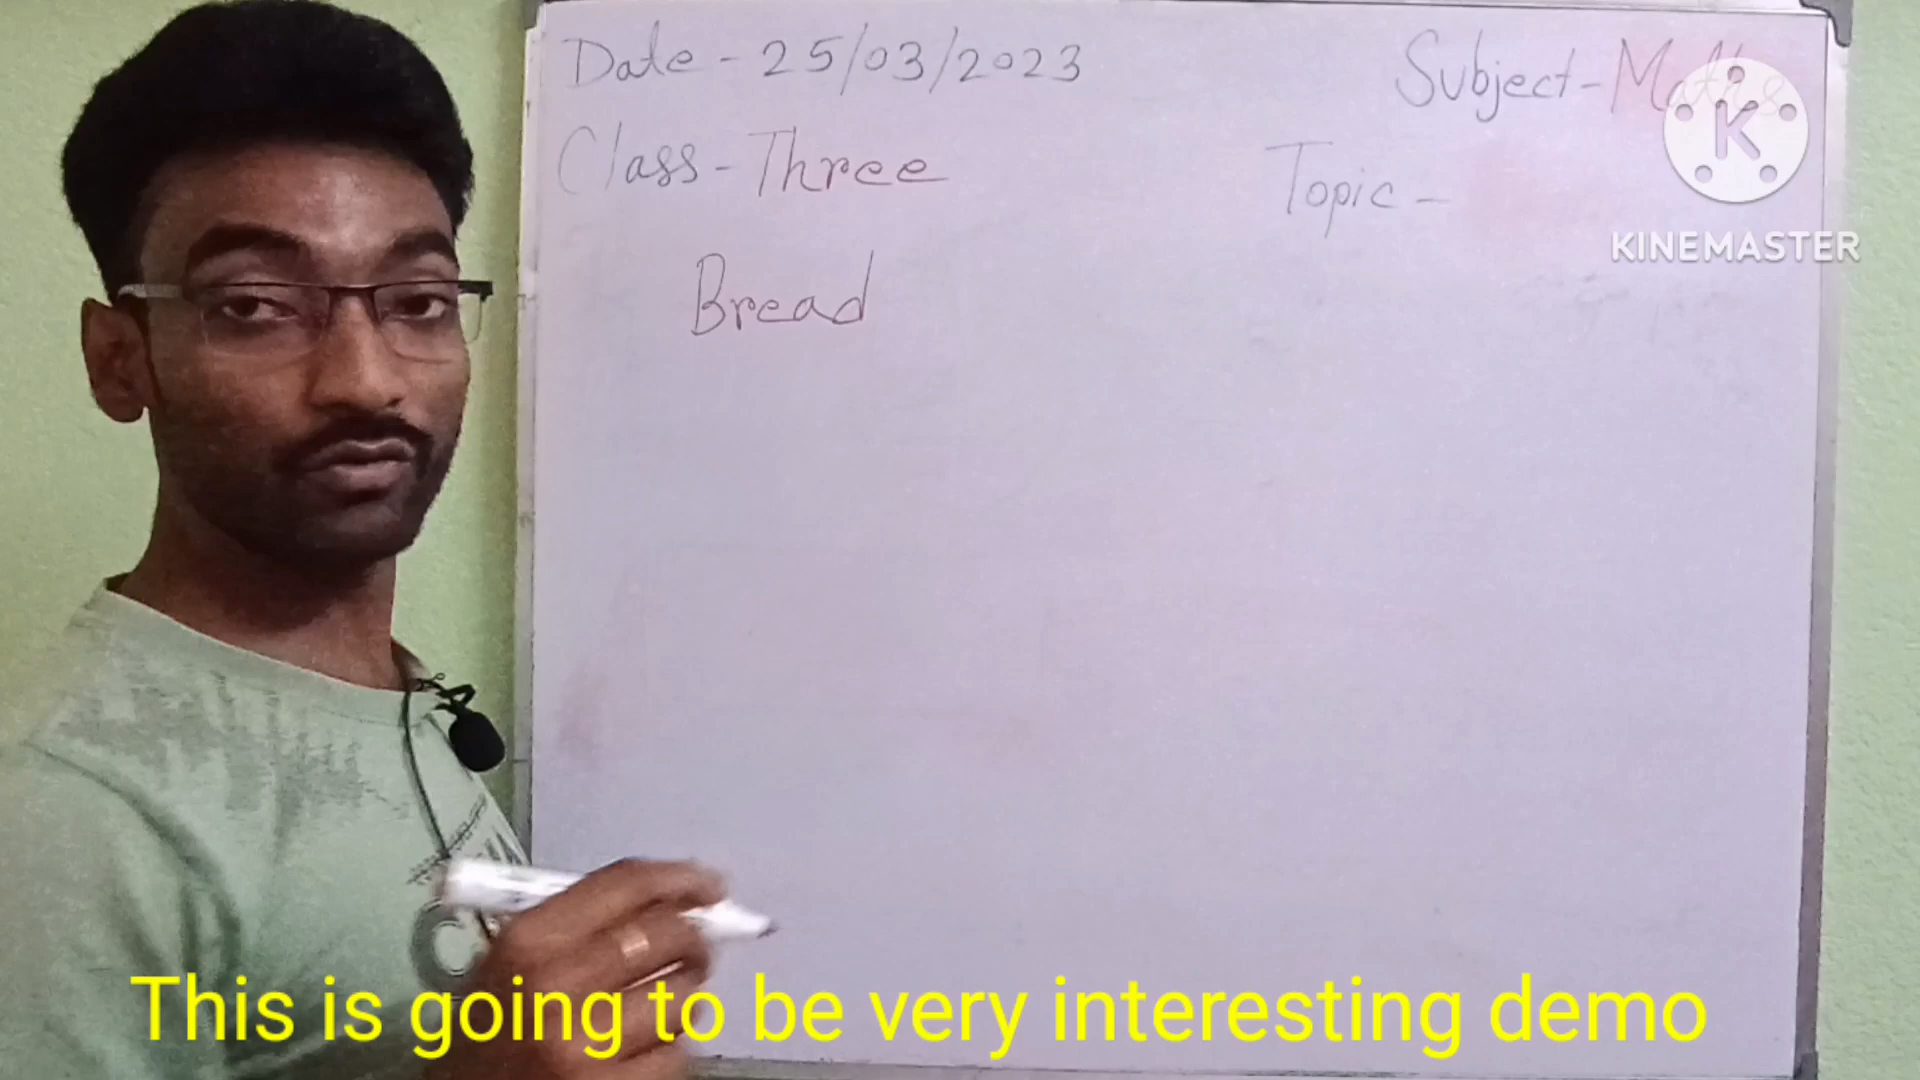 Date - 25/03/2023
Subject - Maths
Class - Three
Topic -
K
KINEMASTER
Bread
This is going to be very interesting demo